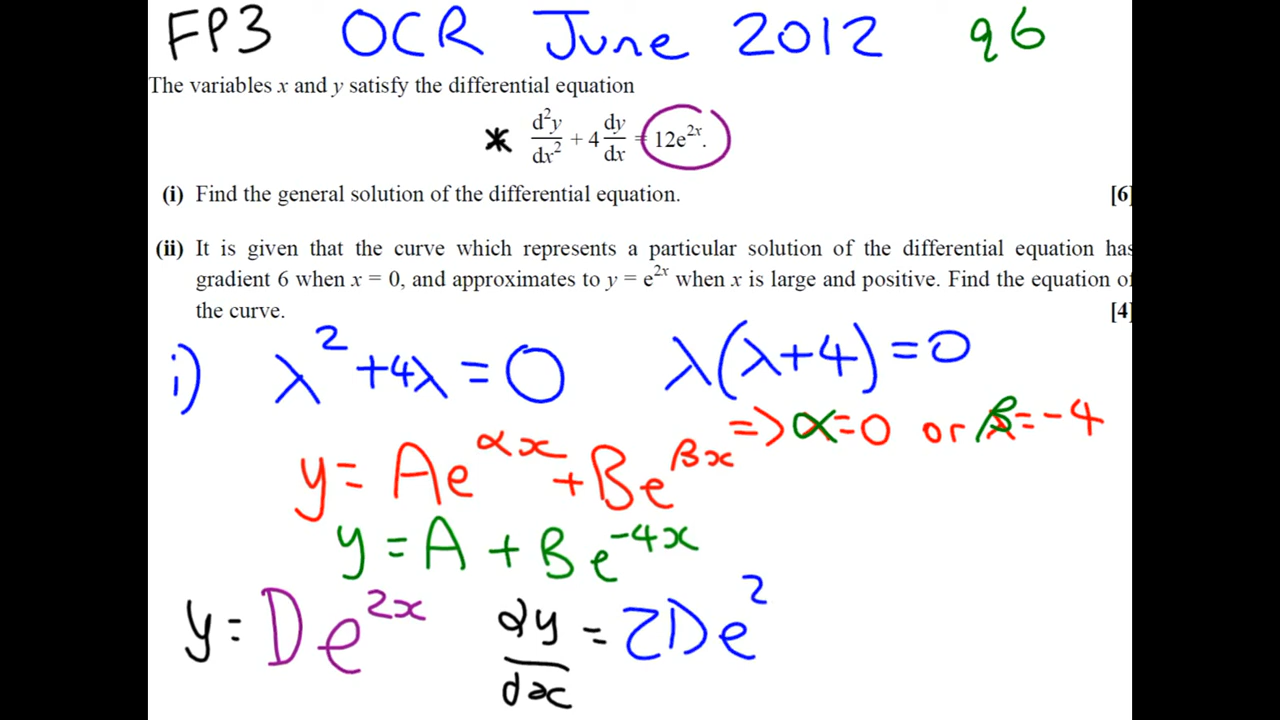 FP3 OCR June 2012 q6
The variables x and y satisfy the differential equation
* d²y/dx² + 4 dy/dx = 12e²ˣ.
(i) Find the general solution of the differential equation. [6]
(ii) It is given that the curve which represents a particular solution of the differential equation has
gradient 6 when x = 0, and approximates to y = e²ˣ when x is large and positive. Find the equation of
the curve. [4]
i) λ² + 4λ = 0 λ(λ + 4) = 0
=> α = 0 or β = -4
y = Ae^αx + Be^βx
y = A + Be^-4x
y = De^2x dy/dx = 2De^2